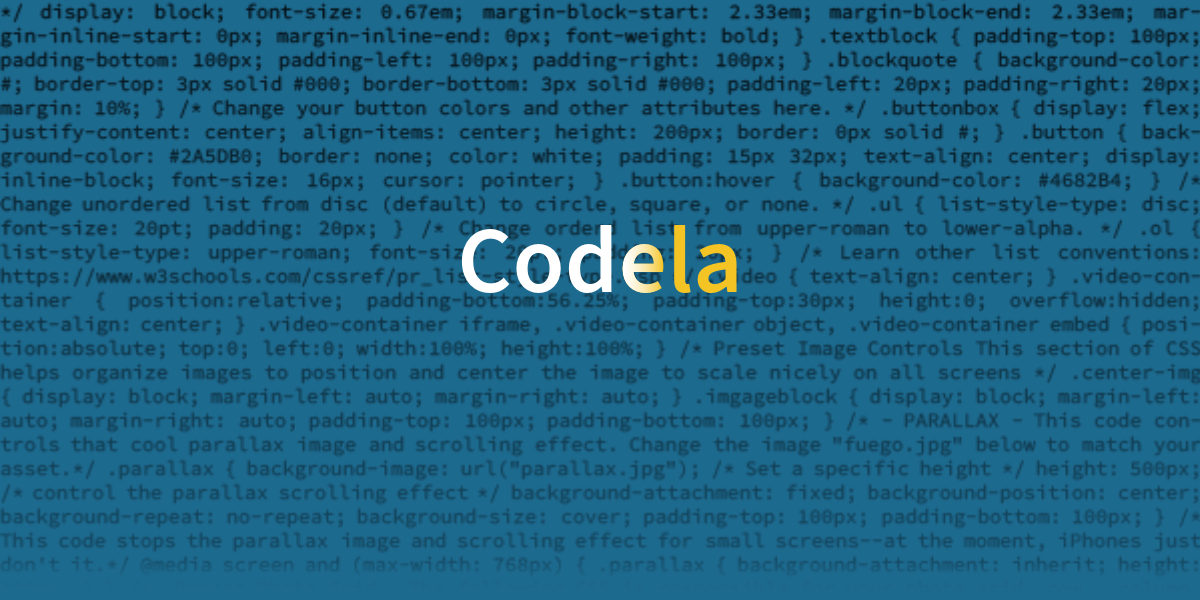 */ display: block; font-size: 0.67em; margin-block-start: 2.33em; margin-block-end: 2.33em; mar-
gin-inline-start: 0px; margin-inline-end: 0px; font-weight: bold; } .textblock { padding-top: 100px;
padding-bottom: 100px; padding-left: 100px; padding-right: 100px; } .blockquote { background-color:
#; border-top: 3px solid #000; border-bottom: 3px solid #000; padding-left: 20px; padding-right: 20px;
margin: 10%; } /* Change your button colors and other attributes here. */ .buttonbox { display: flex;
justify-content: center; align-items: center; height: 200px; border: 0px solid #; } .button { back-
ground-color: #2A5DB0; border: none; color: white; padding: 15px 32px; text-align: center; display:
inline-block; font-size: 16px; cursor: pointer; } .button:hover { background-color: #4682B4; } /*
Change unordered list from disc (default) to circle, square, or none. */ .ul { list-style-type: disc;
font-size: 20pt; padding: 20px; } /* Change order list from upper-roman to lower-alpha. */ .ol {
list-style-type: upper-roman; font-size: } /* Learn other list conventions:
Codela
https://www.w3schools.com/cssref/pr_ { text-align: center; } .video-con-
tainer { position:relative; padding-bottom:56.25%; padding-top:30px; height:0; overflow:hidden;
text-align: center; } .video-container iframe, .video-container object, .video-container embed { posi-
tion:absolute; top:0; left:0; width:100%; height:100%; } /* Preset Image Controls This section of CSS
helps organize images to position and center the image to scale nicely on all screens */ .center-img
{ display: block; margin-left: auto; margin-right: auto; } .imgageblock { display: block; margin-left:
auto; margin-right: auto; padding-top: 100px; padding-bottom: 100px; } /* - PARALLAX - This code con-
trols that cool parallax image and scrolling effect. Change the image "fuego.jpg" below to match your
asset.*/ .parallax { background-image: url("parallax.jpg"); /* Set a specific height */ height: 500px;
/* control the parallax scrolling effect */ background-attachment: fixed; background-position: center;
background-repeat: no-repeat; background-size: cover; padding-top: 100px; padding-bottom: 100px; } /*
This code stops the parallax image and scrolling effect for small screens--at the moment, iPhones just
don't it.*/ @media screen and (max-width: 768px) { .parallax { background-attachment: inherit; height: